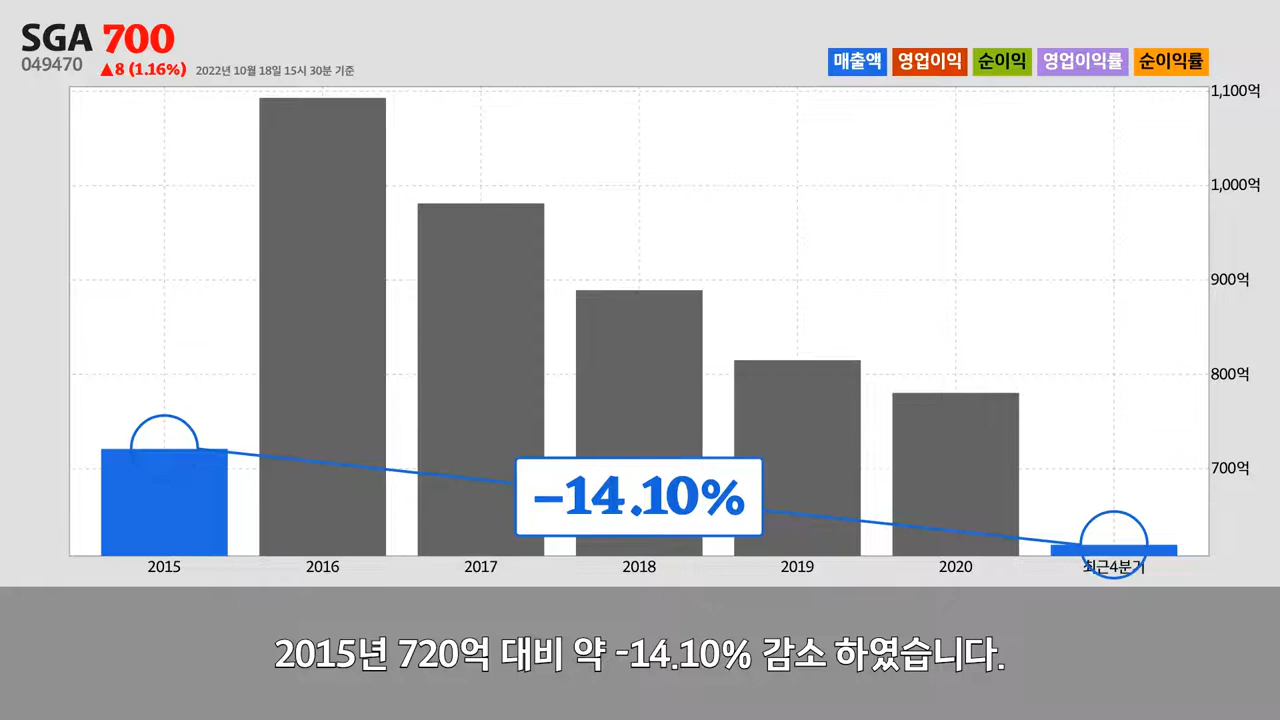 SGA 700
049470 ▲8 (1.16%) 2022년 10월 18일 15시 30분 기준
매출액 영업이익 순이익 영업이익률 순이익률
1,100억
1,000억
900억
800억
700억
-14.10%
2015 2016 2017 2018 2019 2020 최근4분기
2015년 720억 대비 약 -14.10% 감소 하였습니다.